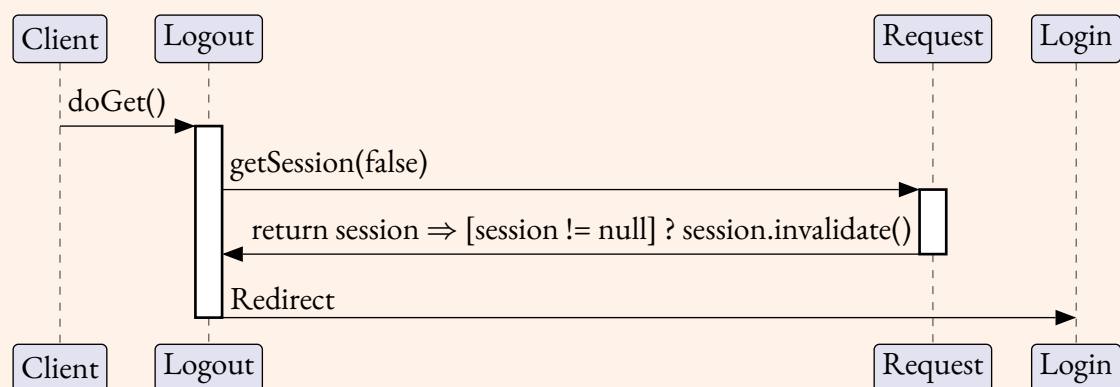 Client Logout Request Login
doGet()
getSession(false)
return session ⇒ [session != null] ? session.invalidate()
Redirect
Client Logout Request Login